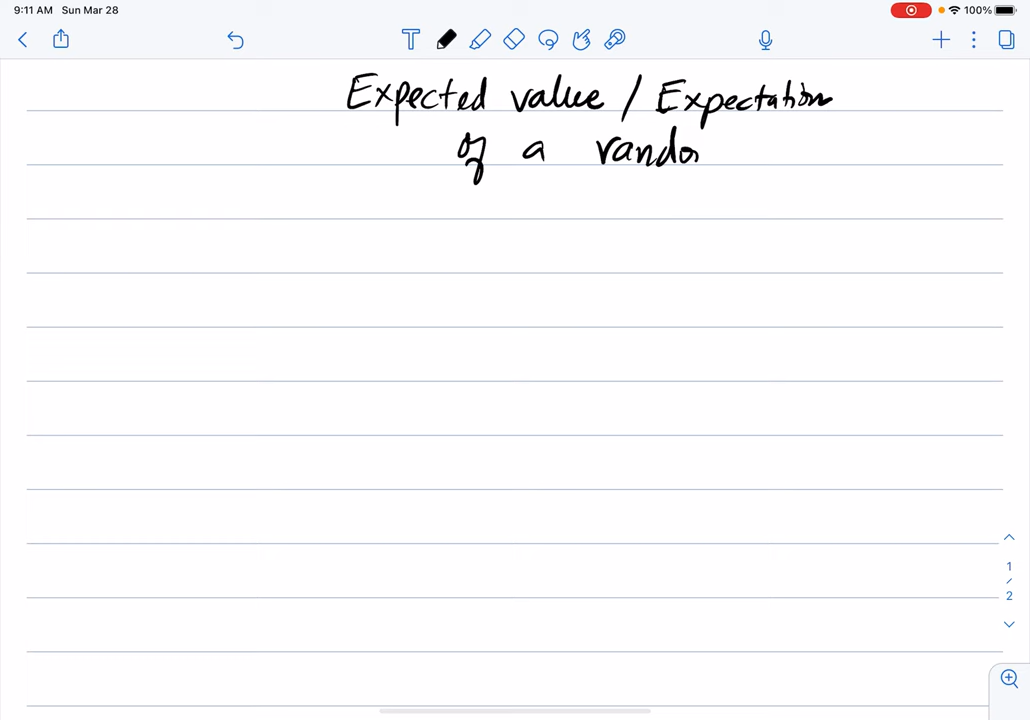 9:11 AM Sun Mar 28 100%
T
Expected value / Expectation
of a rando
1
/
2